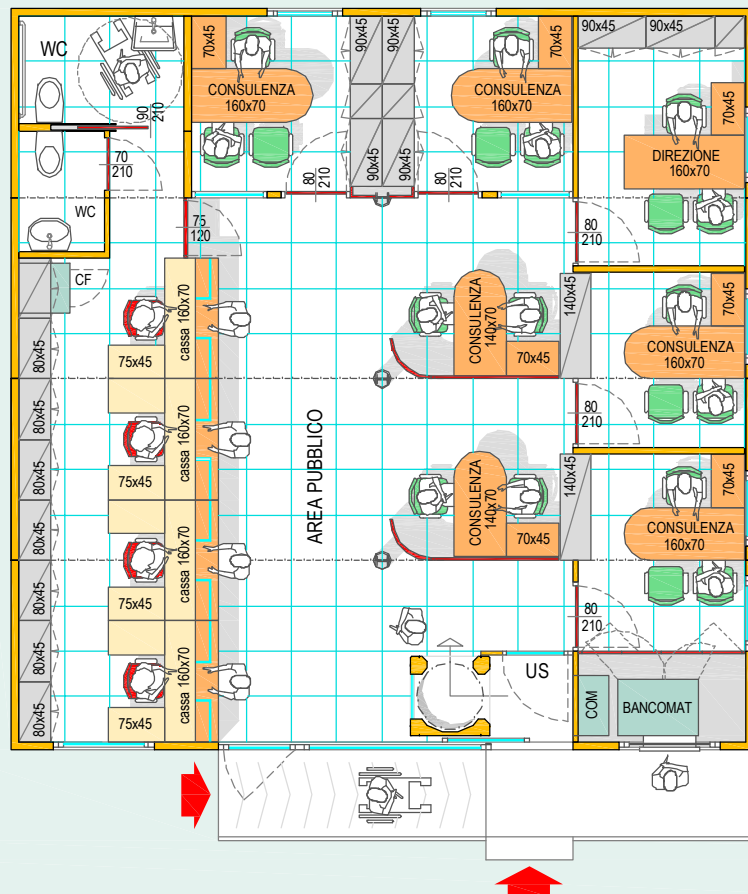 WC
90
210
70
210
WC
75
120
CF
70x45
CONSULENZA
160x70
90x45
90x45
90x45
90x45
80
210
80
210
70x45
CONSULENZA
160x70
90x45
90x45
70x45
DIREZIONE
160x70
80
210
cassa 160x70
75x45
cassa 160x70
75x45
cassa 160x70
75x45
cassa 160x70
75x45
80x45
80x45
80x45
80x45
80x45
80x45
80x45
AREA PUBBLICO
CONSULENZA
140x70
70x45
140x45
CONSULENZA
140x70
70x45
140x45
70x45
CONSULENZA
160x70
80
210
70x45
CONSULENZA
160x70
80
210
US
COM
BANCOMAT